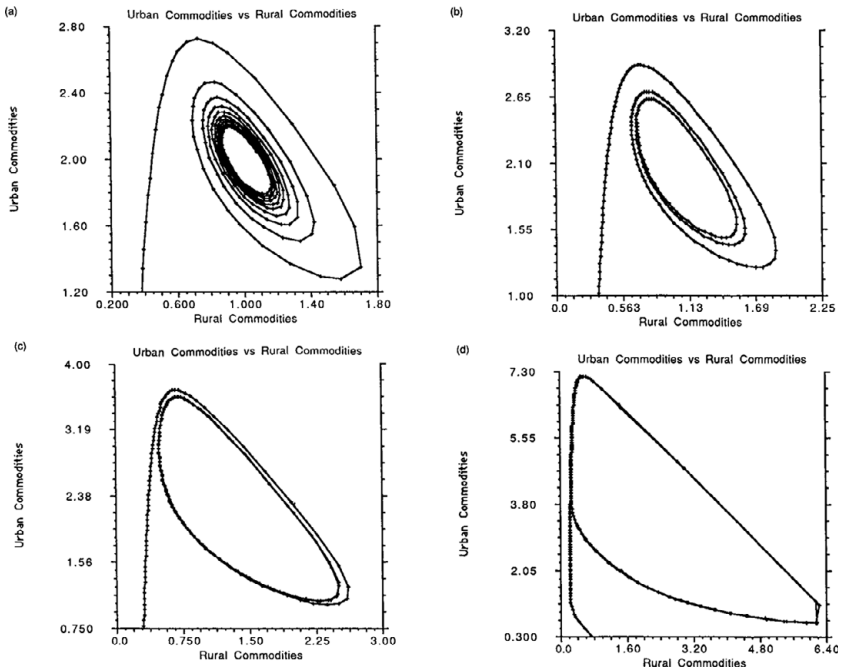 (a)
Urban Commodities vs Rural Commodities
2.80
2.40
2.00
1.60
1.20
Urban Commodities
0.200
0.600
1.000
1.40
1.80
Rural Commodities
(b)
Urban Commodities vs Rural Commodities
3.20
2.65
2.10
1.55
1.00
Urban Commodities
0.0
0.563
1.13
1.69
2.25
Rural Commodities
(c)
Urban Commodities vs Rural Commodities
4.00
3.19
2.38
1.56
0.750
Urban Commodities
0.0
0.750
1.50
2.25
3.00
Rural Commodities
(d)
Urban Commodities vs Rural Commodities
7.30
5.55
3.80
2.05
0.300
Urban Commodities
0.0
1.60
3.20
4.80
6.40
Rural Commodities